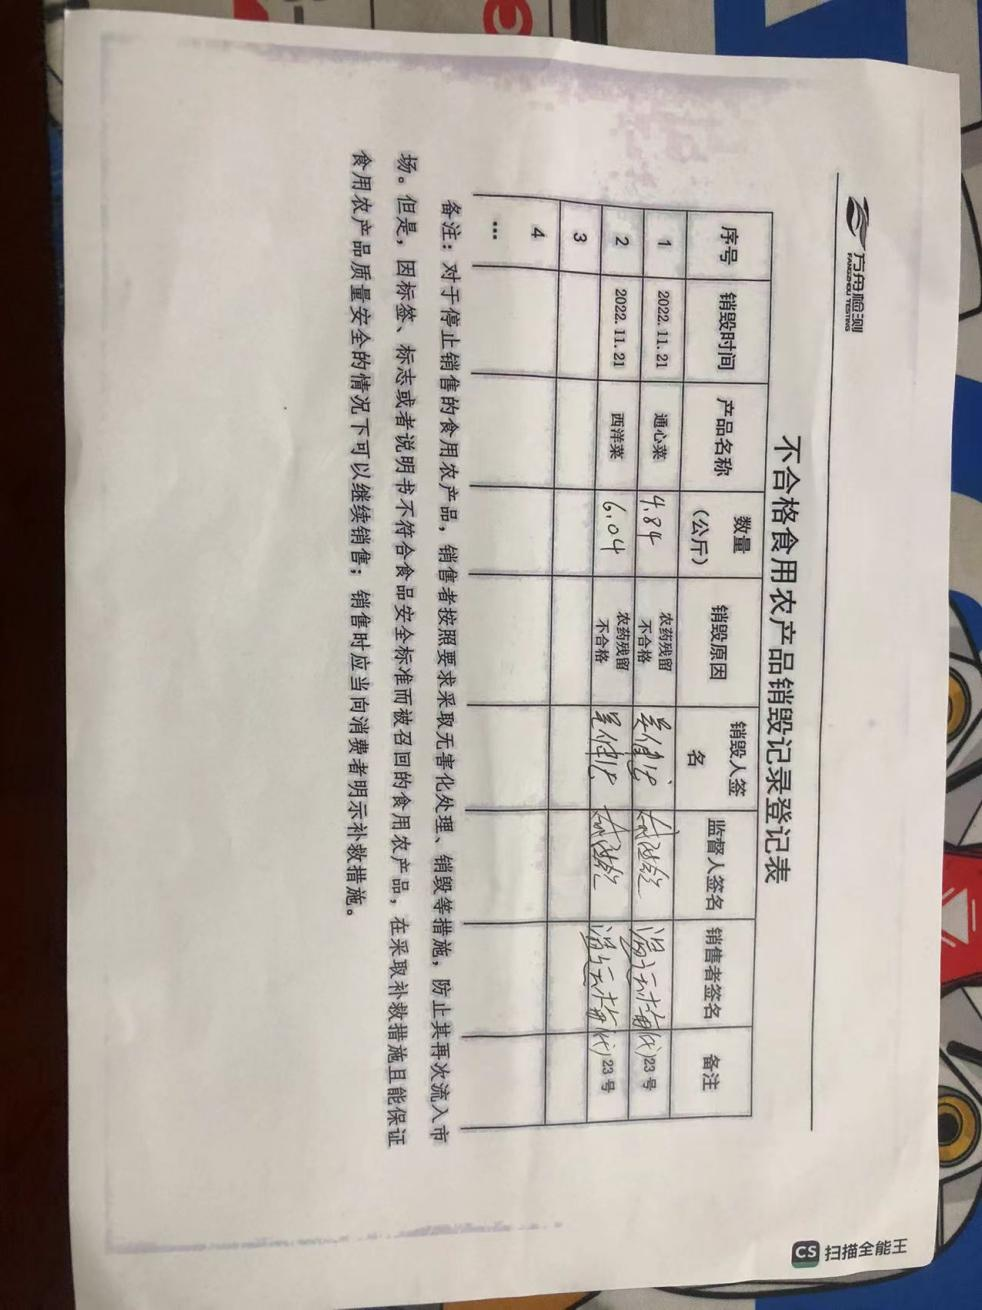 方舟检测
FANGZHOU TESTING
不合格食用农产品销毁记录登记表
序号 销毁时间 产品名称 数量（公斤） 销毁原因 销毁人签名 监督人签名 销售者签名 备注
1 2022.11.21 通心菜 4.84 农药残留不合格 23号
2 2022.11.21 西洋菜 6.04 农药残留不合格 23号
3
4
…
备注：对于停止销售的食用农产品，销售者按照要求采取无害化处理、销毁等措施，防止其再次流入市
场。但是，因标签、标志或者说明书不符合食品安全标准而被召回的食用农产品，在采取补救措施且能保证
食用农产品质量安全的情况下可以继续销售；销售时应当向消费者明示补救措施。
CS 扫描全能王